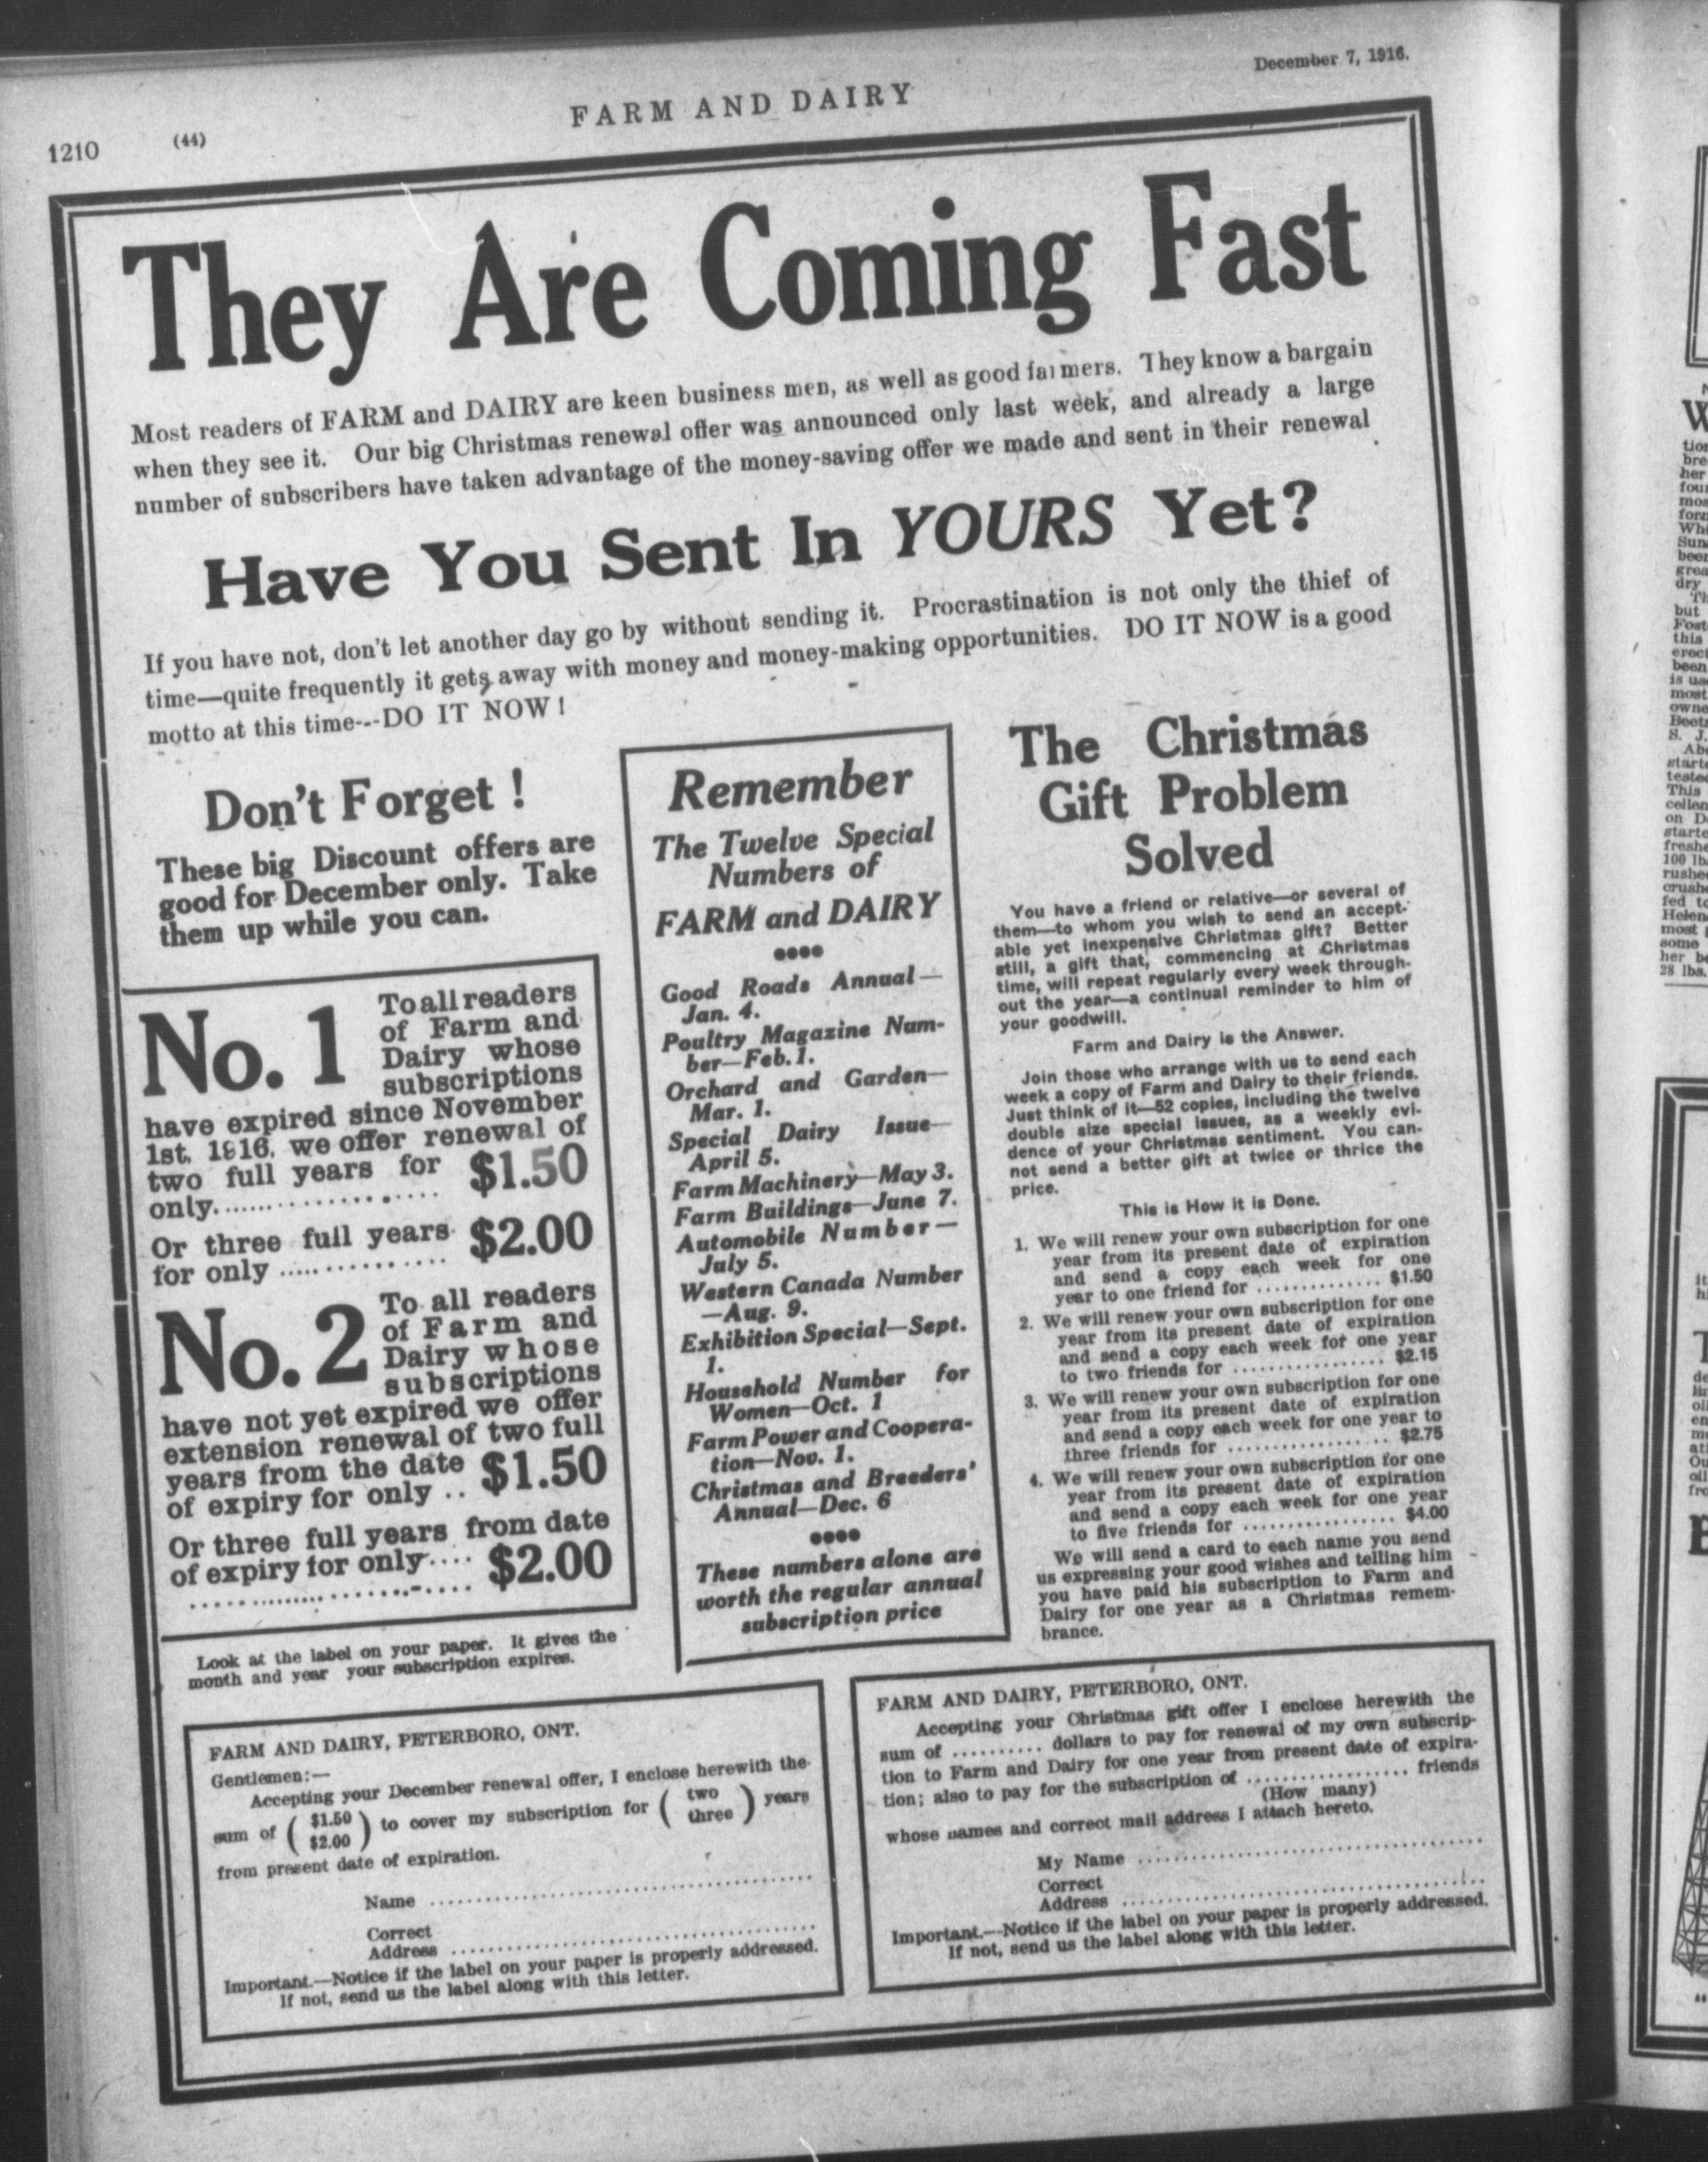 December 7, 1916.
FARM AND DAIRY
1210 (44)
They Are Coming Fast
Most readers of FARM and DAIRY are keen business men, as well as good farmers. They know a bargain
when they see it. Our big Christmas renewal offer was announced only last week, and already a large
number of subscribers have taken advantage of the money-saving offer we made and sent in their renewal
Have You Sent In YOURS Yet?
If you have not, don't let another day go by without sending it. Procrastination is not only the thief of
time—quite frequently it gets away with money and money-making opportunities. DO IT NOW is a good
motto at this time---DO IT NOW!
Don't Forget!
These big Discount offers are
good for December only. Take
them up while you can.
No. 1
To all readers
of Farm and
Dairy whose
subscriptions
have expired since November
1st, 1916, we offer renewal of
two full years for
only.................... $1.50
Or three full years
for only ............... $2.00
No. 2
To all readers
of Farm and
Dairy whose
subscriptions
have not yet expired we offer
extension renewal of two full
years from the date
of expiry for only .. $1.50
Or three full years from date
of expiry for only....
........................ $2.00
Look at the label on your paper. It gives the
month and year your subscription expires.
Remember
The Twelve Special
Numbers of
FARM and DAIRY
Good Roads Annual—
Jan. 4.
Poultry Magazine Num-
ber—Feb. 1.
Orchard and Garden—
Mar. 1.
Special Dairy Issue—
April 5.
Farm Machinery—May 3.
Farm Buildings—June 7.
Automobile Number—
July 5.
Western Canada Number
—Aug. 9.
Exhibition Special—Sept.
1.
Household Number for
Women—Oct. 1
Farm Power and Coopera-
tion—Nov. 1.
Christmas and Breeders'
Annual—Dec. 6
These numbers alone are
worth the regular annual
subscription price
The Christmas
Gift Problem
Solved
You have a friend or relative—or several of
them—to whom you wish to send an accept-
able yet inexpensive Christmas gift? Better
still, a gift that, commencing at Christmas
time, will repeat regularly every week through-
out the year—a continual reminder to him of
your goodwill.
Farm and Dairy is the Answer.
Join those who arrange with us to send each
week a copy of Farm and Dairy to their friends.
Just think of it—52 copies, including the twelve
double size special issues, as a weekly evi-
dence of your Christmas sentiment. You can-
not send a better gift at twice or thrice the
price.
This is How it is Done.
1. We will renew your own subscription for one
year from its present date of expiration
and send a copy each week for one
year to one friend for .............. $1.50
2. We will renew your own subscription for one
year from its present date of expiration
and send a copy each week for one year
to two friends for ................. $2.15
3. We will renew your own subscription for one
year from its present date of expiration
and send a copy each week for one year to
three friends for .................. $2.75
4. We will renew your own subscription for one
year from its present date of expiration
and send a copy each week for one year
to five friends for ................. $4.00
We will send a card to each name you send
us expressing your good wishes and telling him
you have paid his subscription to Farm and
Dairy for one year as a Christmas remem-
brance.
FARM AND DAIRY, PETERBORO, ONT.
Gentlemen:—
Accepting your December renewal offer, I enclose herewith the
sum of ( $1.50 $2.00 ) to cover my subscription for ( two three ) years
from present date of expiration.
Name ..........................................
Correct
Address ........................................
Important.—Notice if the label on your paper is properly addressed.
If not, send us the label along with this letter.
FARM AND DAIRY, PETERBORO, ONT.
Accepting your Christmas gift offer I enclose herewith the
sum of .......... dollars to pay for renewal of my own subscrip-
tion to Farm and Dairy for one year from present date of expira-
tion; also to pay for the subscription of .................. friends
(How many)
whose names and correct mail address I attach hereto.
My Name ......................................
Correct
Address ........................................
Important.—Notice if the label on your paper is properly addressed.
If not, send us the label along with this letter.